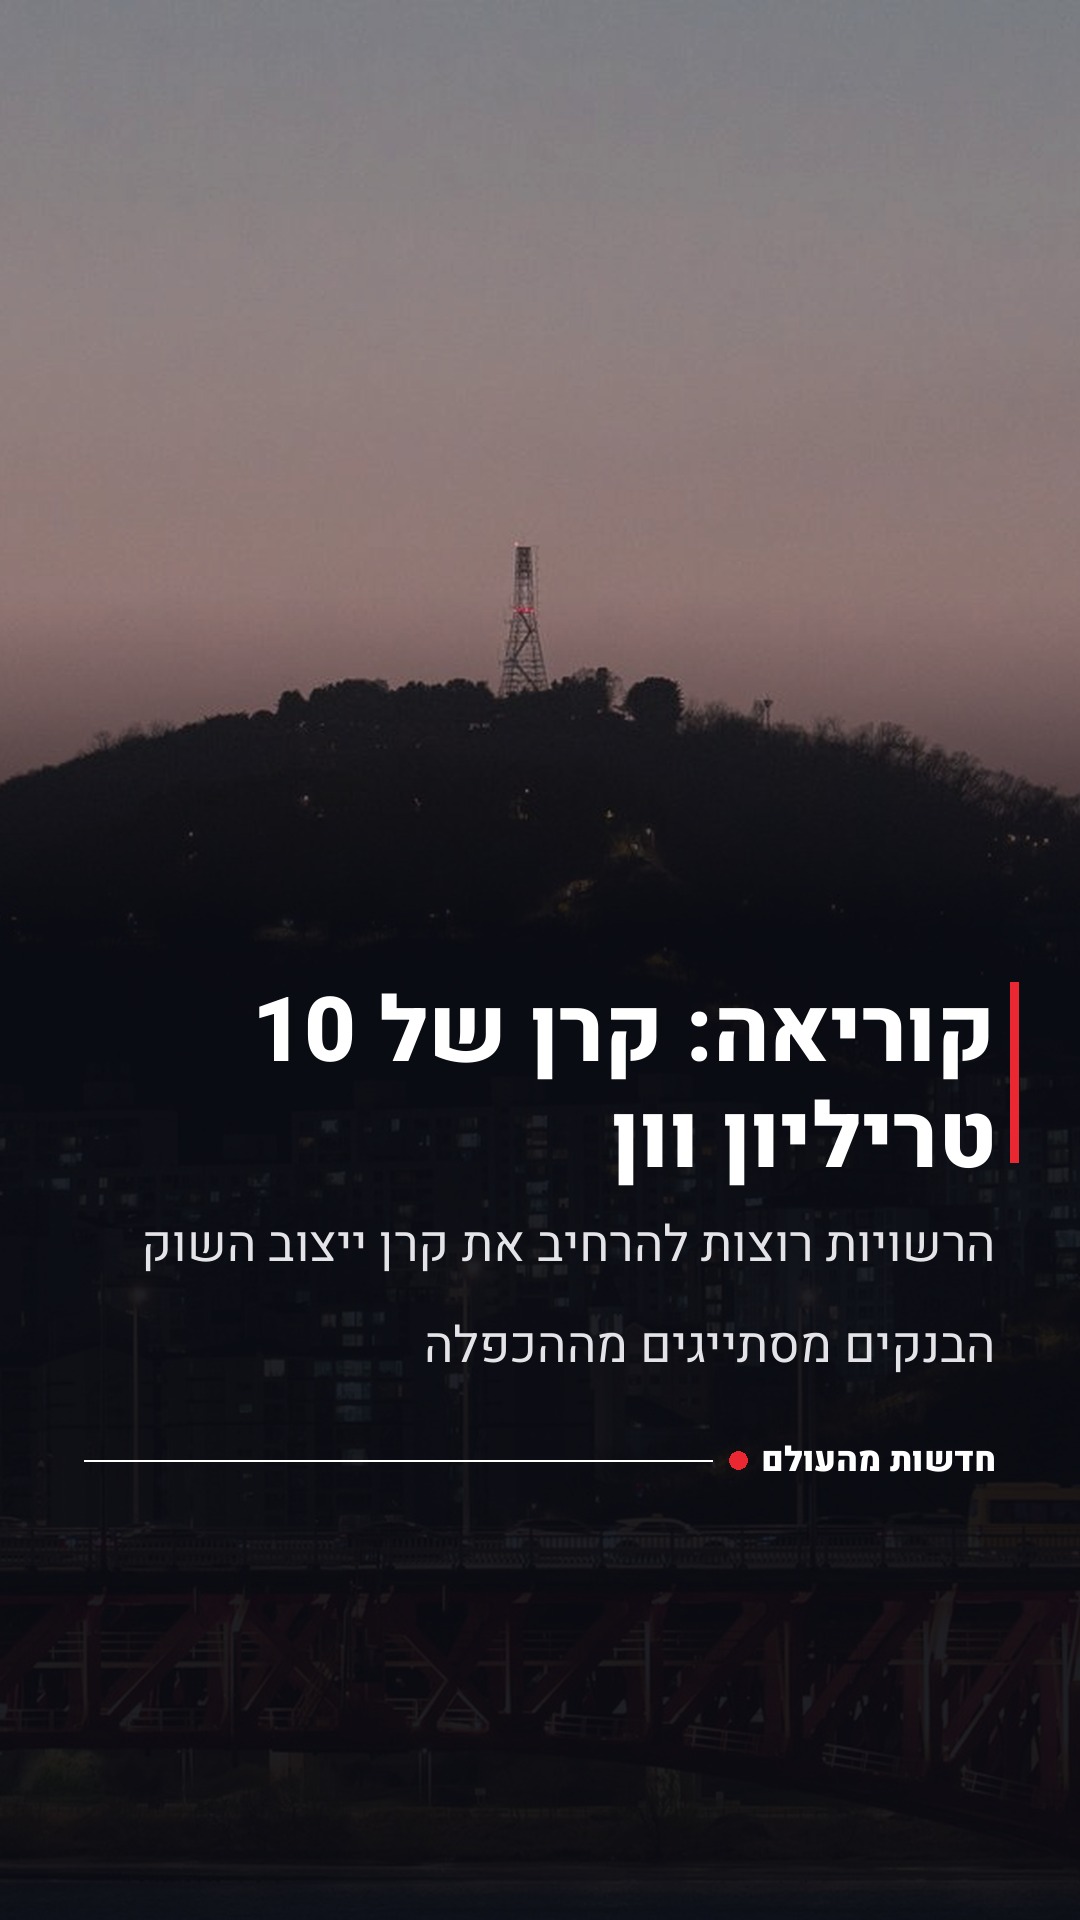 קוריאה: קרן של 10
טריליון וון
הרשויות רוצות להרחיב את קרן ייצוב השוק
הבנקים מסתייגים מההכפלה
חדשות מהעולם